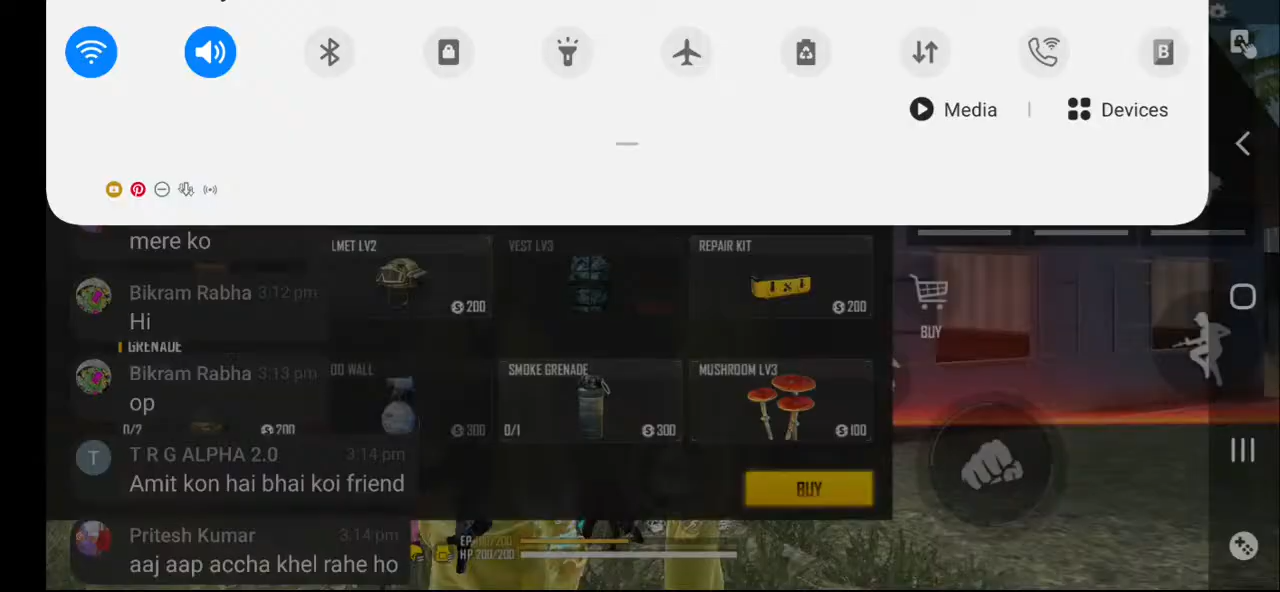 Media | Devices
mere ko
LMET LV2
200
VEST LV3
REPAIR KIT
200
Bikram Rabha 3:12 pm
Hi
BUY
GRENADE
0/2
200
Bikram Rabha 3:13 pm
op
OO WALL
300
SMOKE GRENADE
0/1
300
MUSHROOM LV3
100
T R G ALPHA 2.0 3:14 pm
Amit kon hai bhai koi friend
BUY
Pritesh Kumar 3:14 pm
aaj aap accha khel rahe ho
HP 200/200